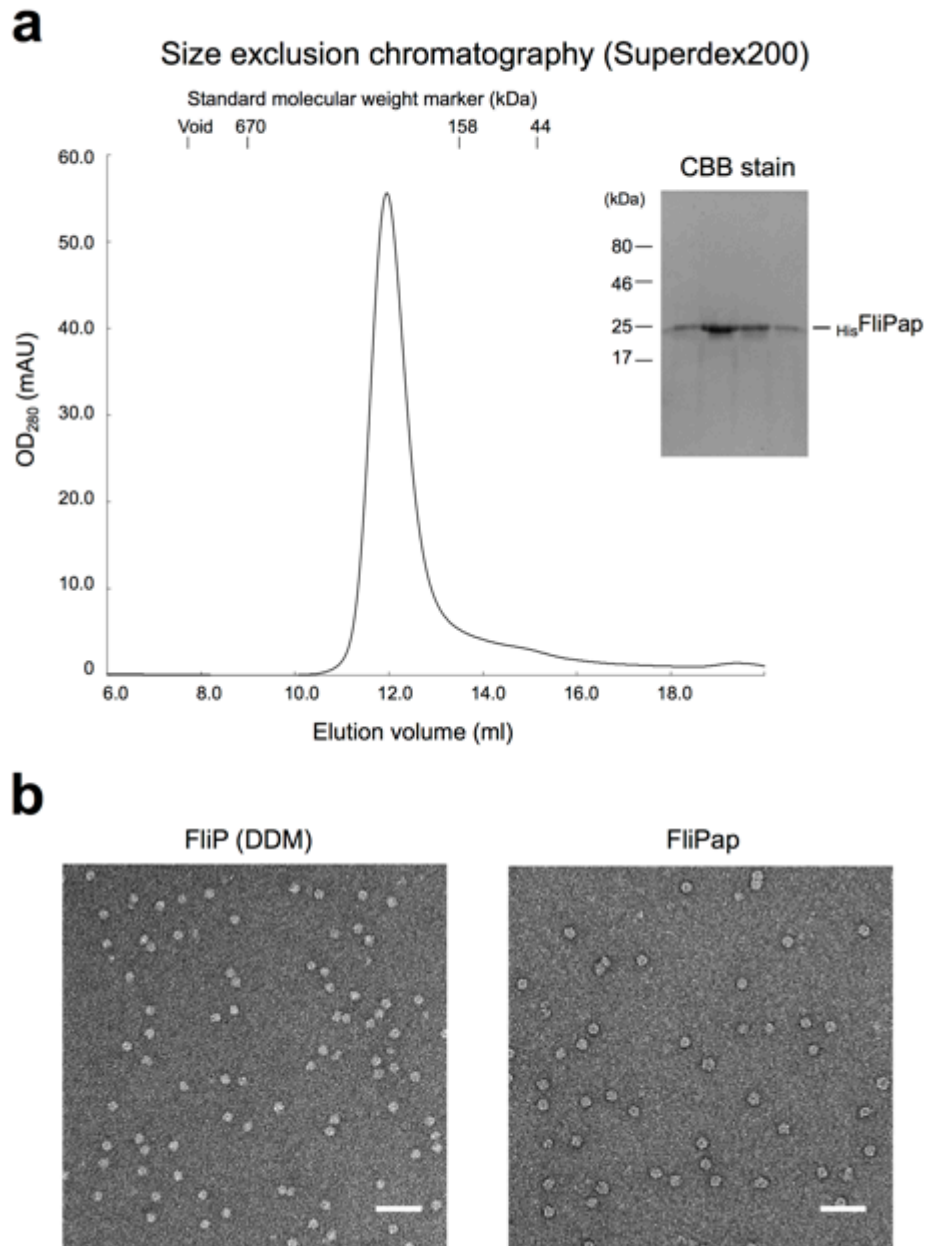 a
Size exclusion chromatography (Superdex200)
Standard molecular weight marker (kDa)
Void 670 158 44
60.0
50.0
40.0
30.0
20.0
10.0
0
OD280 (mAU)
6.0 8.0 10.0 12.0 14.0 16.0 18.0
Elution volume (ml)
CBB stain
(kDa)
80
46
25
17
HisFliPap
b
FliP (DDM)
FliPap